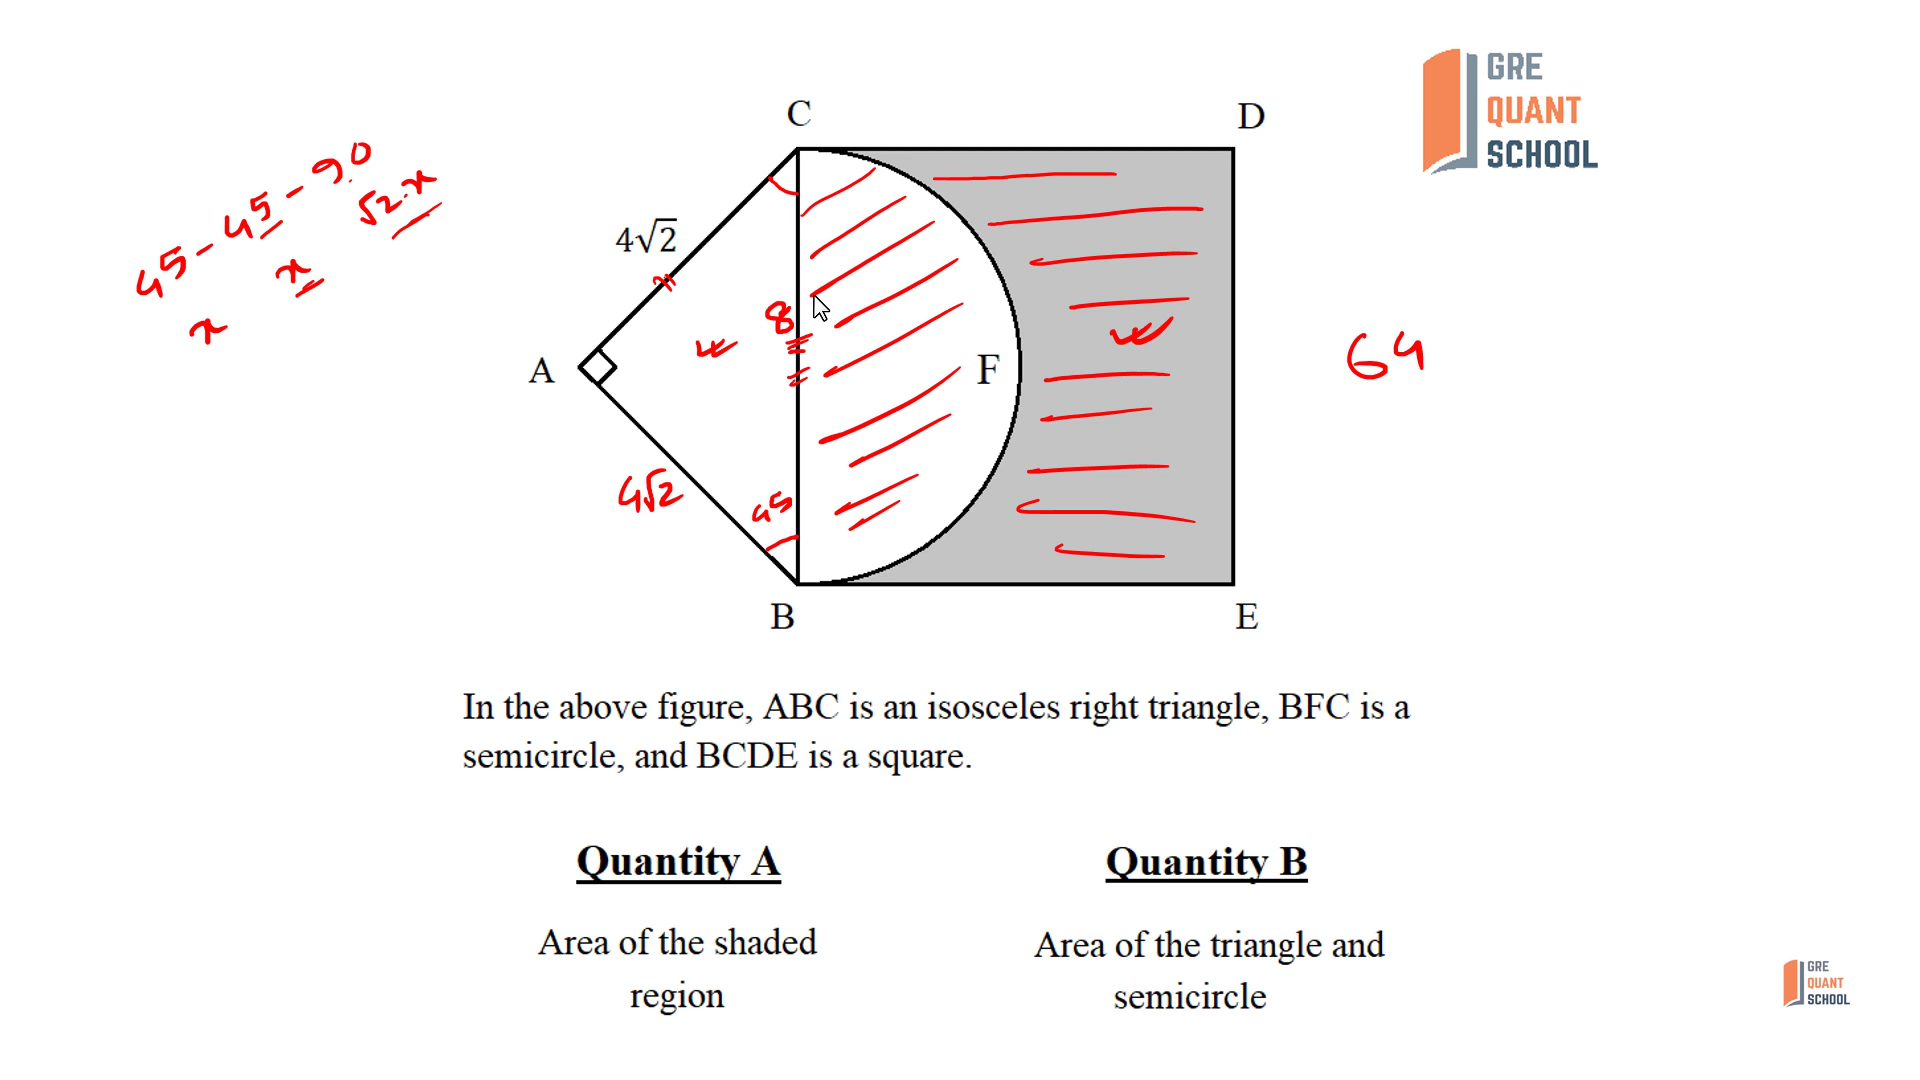 GRE
QUANT
SCHOOL
C
D
45-45-90
x x √2·x
4√2
8
A
F
64
4√2
45
B
E
In the above figure, ABC is an isosceles right triangle, BFC is a
semicircle, and BCDE is a square.
Quantity A
Quantity B
Area of the shaded
region
Area of the triangle and
semicircle
GRE
QUANT
SCHOOL